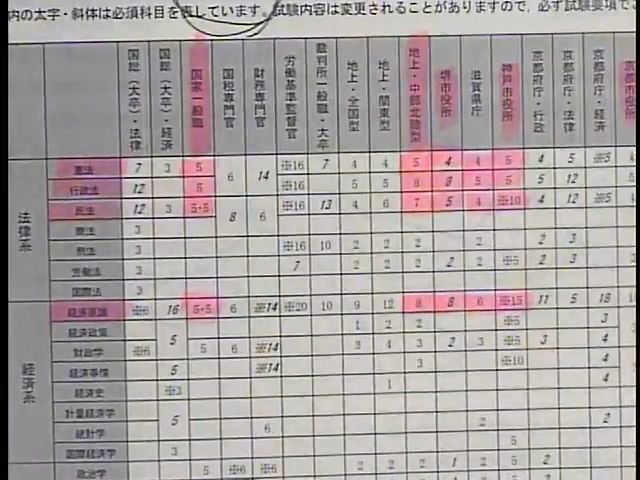 内の太字・斜体は必須科目を表しています。試験内容は変更されることがありますので、必ず試験要項で
国総(大卒)・法律 国総(大卒)・経済 国家一般職 国税専門官 財務専門官 労働基準監督官 裁判所一般職・大卒 地上・全国型 地上・関東型 地上・中部北陸型 堺市役所 滋賀県庁 神戸市役所 京都府庁・行政 京都府庁・法律 京都府庁・経済
法律系
憲法 7 3 5 6 14 ※16 7 4 4 5 4 4 5 4 5 ※5
行政法 12 5 5 5 8 8 5 5 5 12
民法 12 3 5・5 8 6 ※16 13 4 6 7 5 4 ※10 4 12 ※5
商法 3
刑法 3 ※16 10 2 2 2 2 2 3
労働法 3 7 2 2 2 2 2 ※5 2 3
国際法 3
経済系
経済原論 ※6 16 5・5 6 ※14 ※20 10 9 12 8 8 6 ※15 11 5 18
経済政策 5 1 2 2 ※5 3
財政学 ※6 5 6 ※14 3 4 3 2 3 ※5 3 4
経済事情 5 ※14 3 ※10 4
経済史 ※3 1 4
計量経済学 5 2 2
統計学 6 5
国際経済学 3
政治学 5 ※6 ※6 2 2 2 1 2 5 2